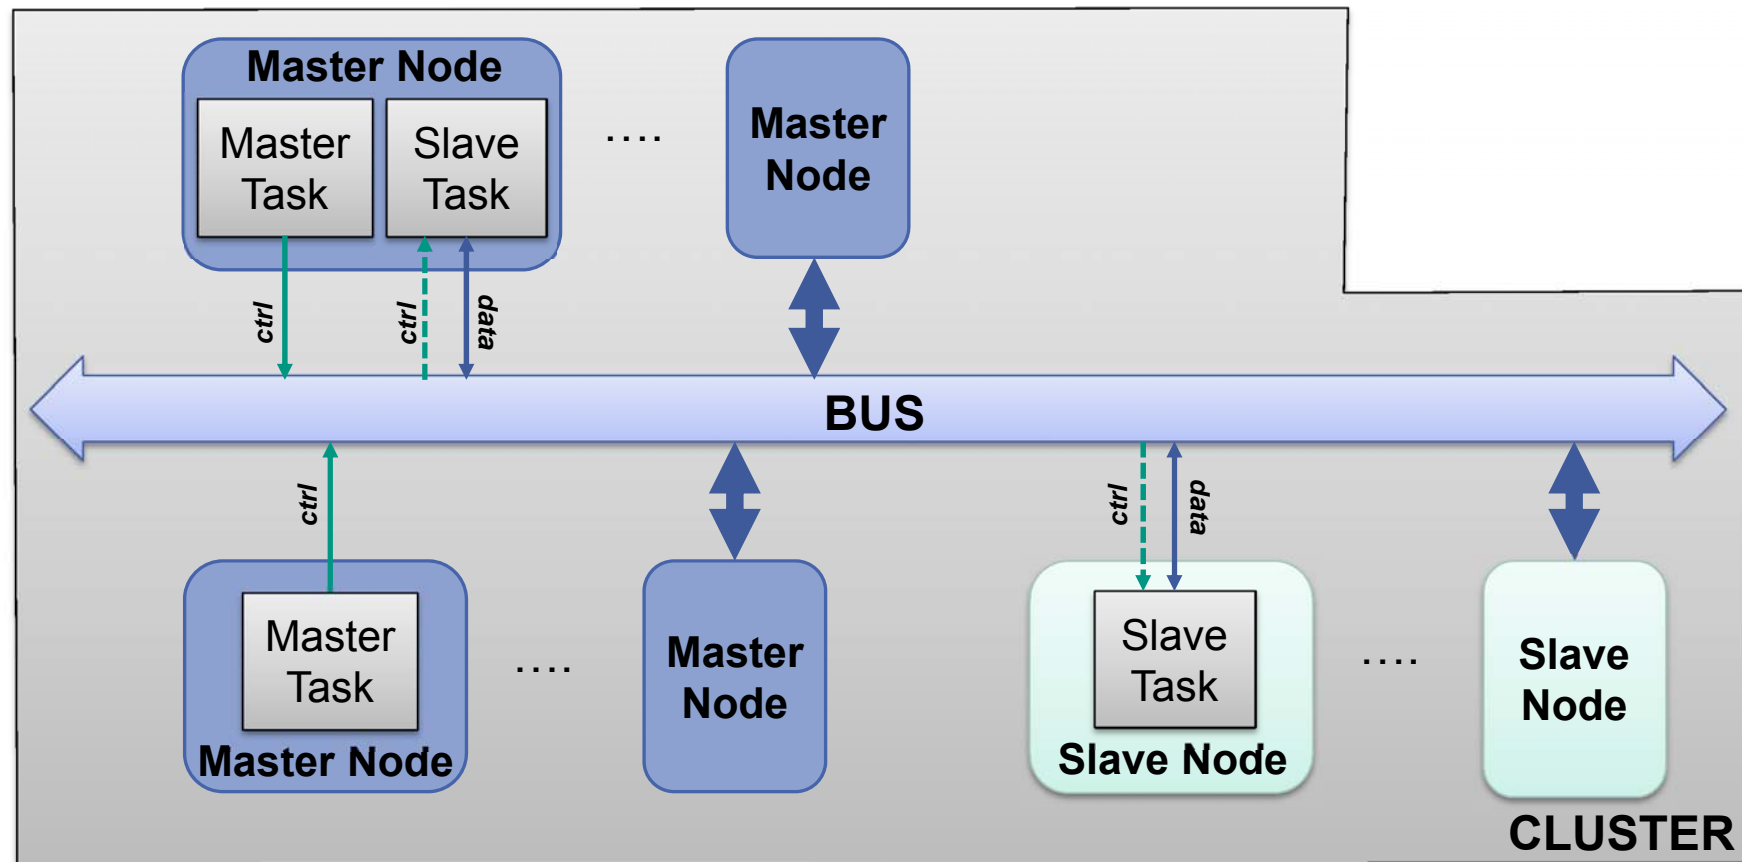 Master Node
Master
Task
Slave
Task
....
Master
Node
ctrl
ctrl
data
BUS
ctrl
ctrl
data
Master
Task
Master Node
....
Master
Node
Slave
Task
Slave Node
....
Slave
Node
CLUSTER